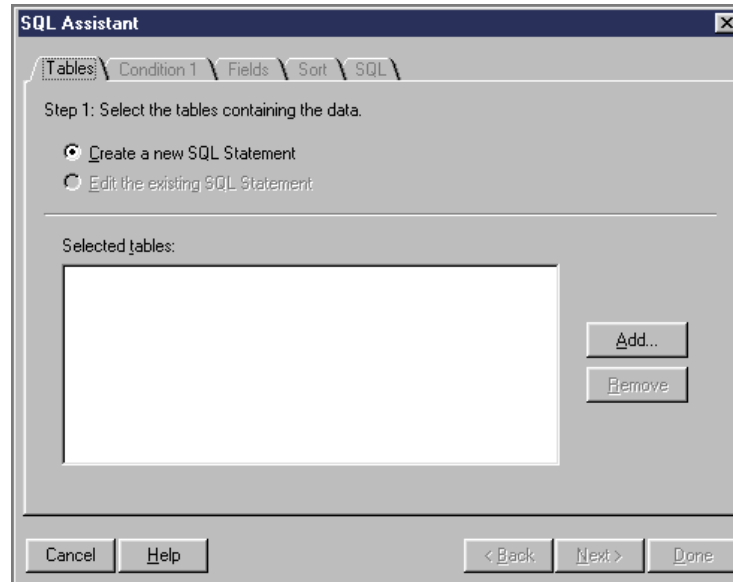 SQL Assistant
Tables Condition 1 Fields Sort SQL
Step 1: Select the tables containing the data.
Create a new SQL Statement
Edit the existing SQL Statement
Selected tables:
Add...
Remove
Cancel Help < Back Next > Done